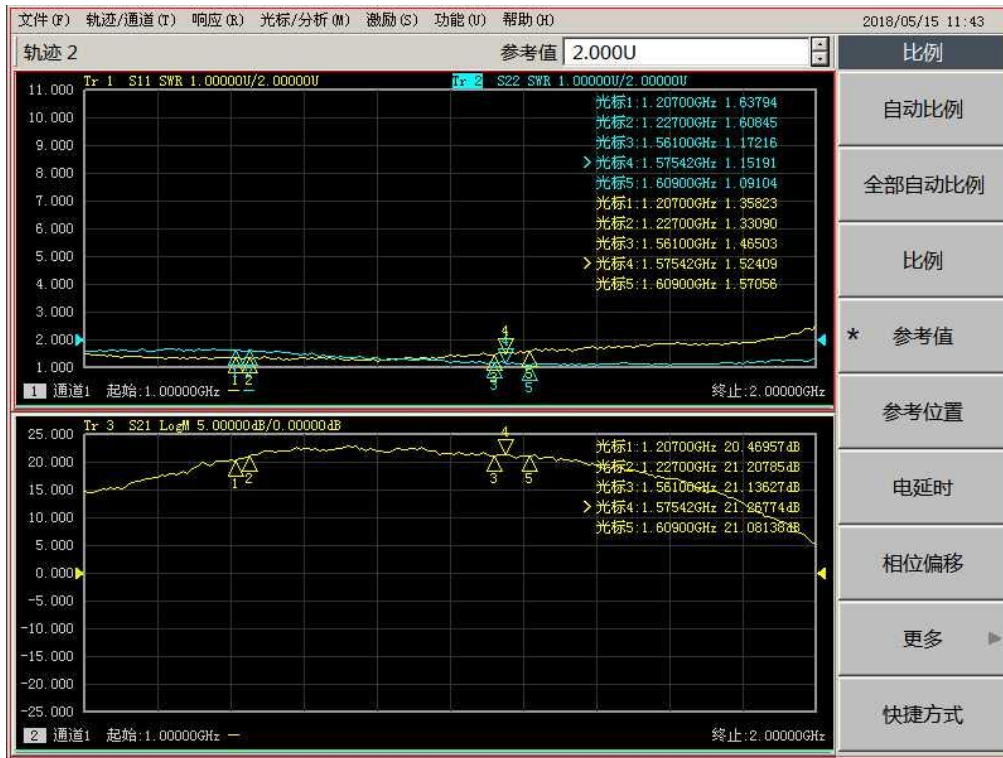 文件(F) 轨迹/通道(T) 响应(R) 光标/分析(M) 激励(S) 功能(U) 帮助(H) 2018/05/15 11:43
轨迹 2 参考值 2.000U
比例
自动比例
全部自动比例
比例
* 参考值
参考位置
电延时
相位偏移
更多
快捷方式
Tr 1 S11 SWR 1.00000U/2.00000U Tr 2 S22 SWR 1.00000U/2.00000U
11.000
10.000
9.000
8.000
7.000
6.000
5.000
4.000
3.000
2.000
1.000
光标1:1.20700GHz 1.63794
光标2:1.22700GHz 1.60845
光标3:1.56100GHz 1.17216
>光标4:1.57542GHz 1.15191
光标5:1.60900GHz 1.09104
光标1:1.20700GHz 1.35823
光标2:1.22700GHz 1.33090
光标3:1.56100GHz 1.46503
>光标4:1.57542GHz 1.52409
光标5:1.60900GHz 1.57056
4
1 2 3 5
3 5
1 通道1 起始:1.00000GHz 终止:2.00000GHz
Tr 3 S21 LogM 5.00000dB/0.00000dB
25.000
20.000
15.000
10.000
5.000
0.000
-5.000
-10.000
-15.000
-20.000
-25.000
光标1:1.20700GHz 20.46957dB
光标2:1.22700GHz 21.20785dB
光标3:1.56100GHz 21.13627dB
>光标4:1.57542GHz 21.26774dB
光标5:1.60900GHz 21.08138dB
4
1 2 3 5
2 通道1 起始:1.00000GHz 终止:2.00000GHz